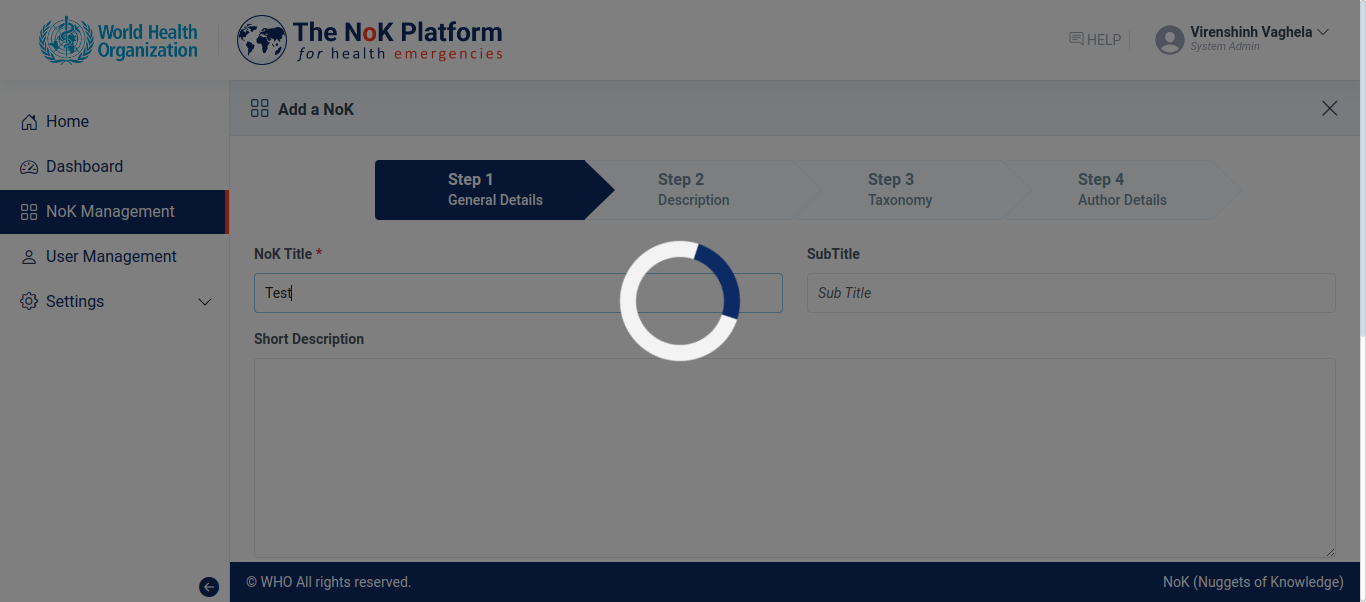 World Health
Organization
The NoK Platform
for health emergencies
HELP
Virenshinh Vaghela
System Admin
Home
Dashboard
NoK Management
User Management
Settings
Add a NoK
Step 1
General Details
Step 2
Description
Step 3
Taxonomy
Step 4
Author Details
NoK Title *
SubTitle
Test
Sub Title
Short Description
© WHO All rights reserved.
NoK (Nuggets of Knowledge)